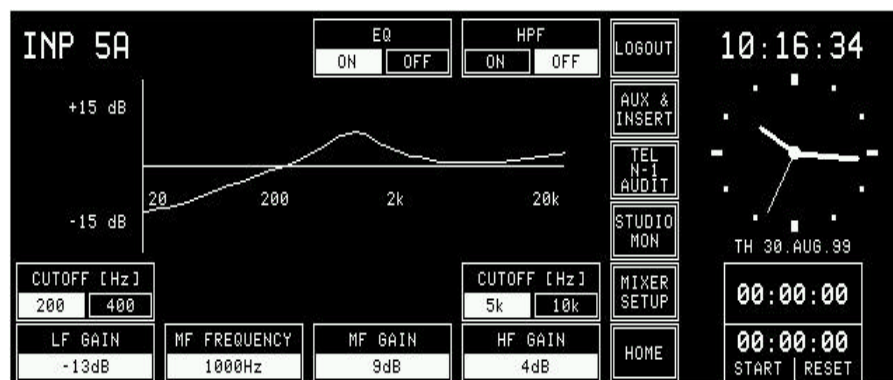 INP 5A
EQ
ON OFF
HPF
ON OFF
LOGOUT
10:16:34
+15 dB
-15 dB
20 200 2k 20k
AUX &
INSERT
TEL
N-1
AUDIT
STUDIO
MON
TH 30.AUG.99
CUTOFF [Hz]
200 400
CUTOFF [Hz]
5k 10k
MIXER
SETUP
00:00:00
LF GAIN
-13dB
MF FREQUENCY
1000Hz
MF GAIN
9dB
HF GAIN
4dB
HOME
00:00:00
START RESET